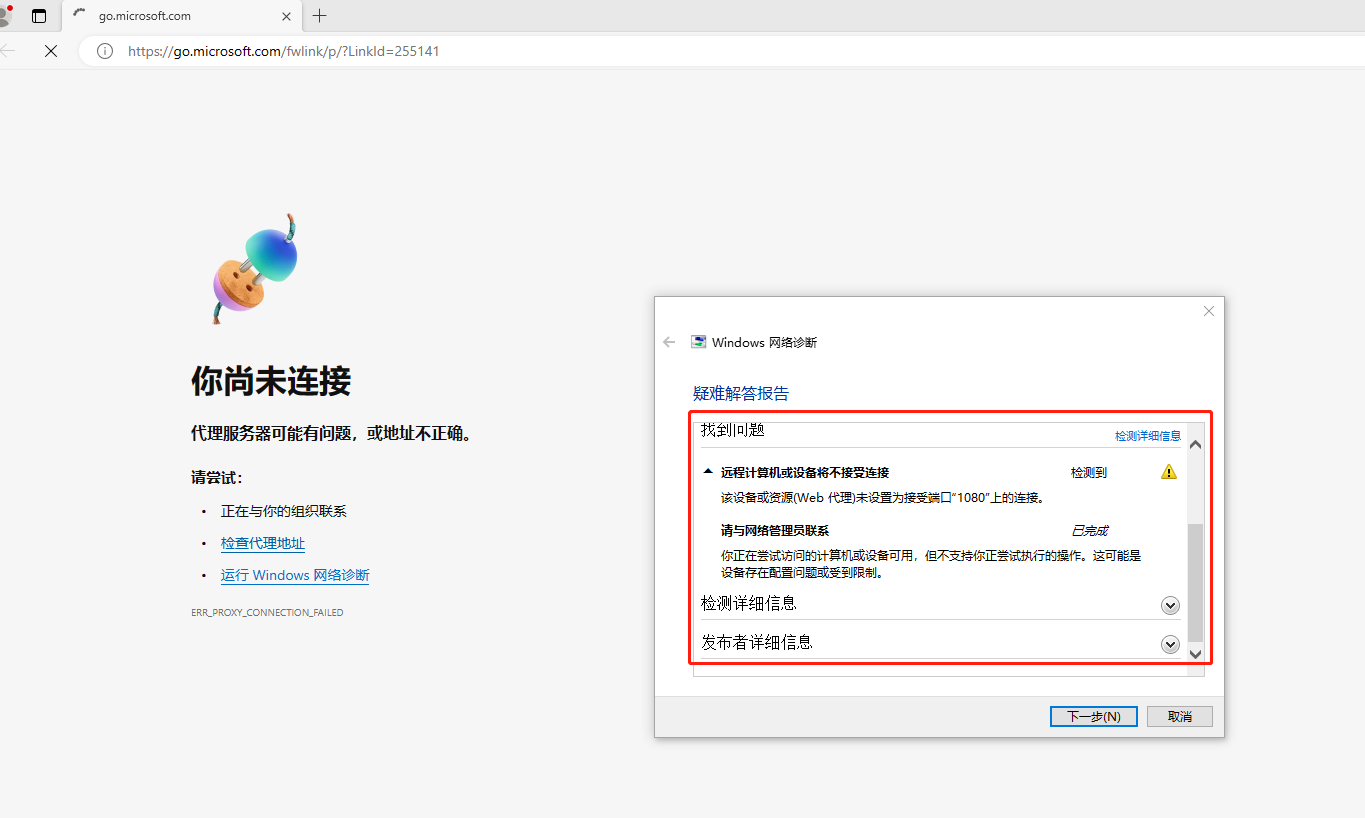 go.microsoft.com
https://go.microsoft.com/fwlink/p/?LinkId=255141
你尚未连接
代理服务器可能有问题，或地址不正确。
请尝试：
• 正在与你的组织联系
• 检查代理地址
• 运行 Windows 网络诊断
ERR_PROXY_CONNECTION_FAILED
Windows 网络诊断
疑难解答报告
找到问题
检测详细信息
远程计算机或设备将不接受连接 检测到
该设备或资源(Web 代理)未设置为接受端口"1080"上的连接。
请与网络管理员联系 已完成
你正在尝试访问的计算机或设备可用，但不支持你正尝试执行的操作。这可能是
设备存在配置问题或受到限制。
检测详细信息
发布者详细信息
下一步(N) 取消